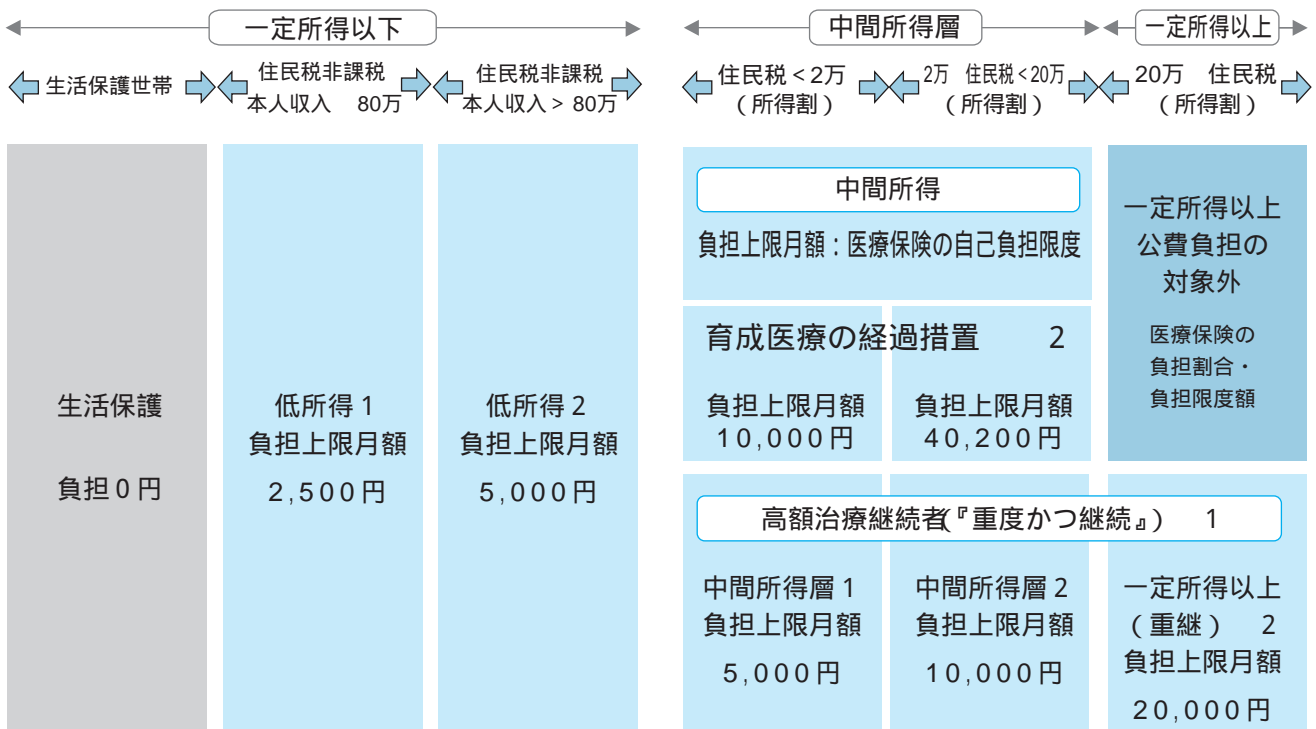 一定所得以下
中間所得層
一定所得以上
生活保護世帯
住民税非課税
本人収入 80万
住民税非課税
本人収入 > 80万
住民税 < 2万
(所得割)
2万 住民税 < 20万
(所得割)
20万 住民税
(所得割)
生活保護
負担0円
低所得1
負担上限月額
2,500円
低所得2
負担上限月額
5,000円
中間所得
負担上限月額:医療保険の自己負担限度
育成医療の経過措置 2
負担上限月額
10,000円
負担上限月額
40,200円
一定所得以上
公費負担の
対象外
医療保険の
負担割合・
負担限度額
高額治療継続者(『重度かつ継続』) 1
中間所得層1
負担上限月額
5,000円
中間所得層2
負担上限月額
10,000円
一定所得以上
(重継) 2
負担上限月額
20,000円